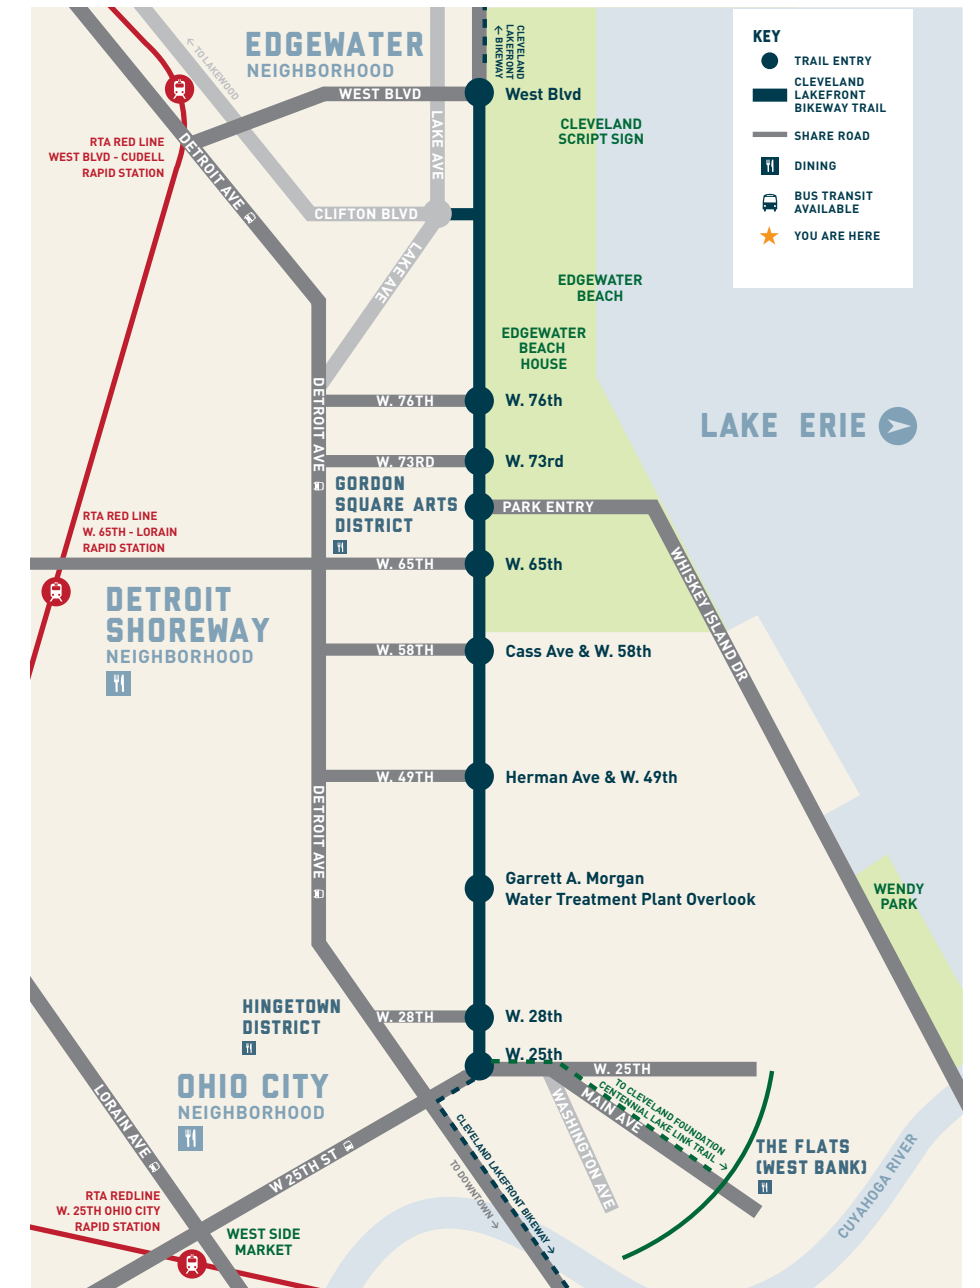 EDGEWATER
NEIGHBORHOOD
← TO LAKEWOOD
CLEVELAND
LAKEFRONT
← BIKEWAY
KEY
TRAIL ENTRY
CLEVELAND
LAKEFRONT
BIKEWAY TRAIL
SHARE ROAD
DINING
BUS TRANSIT
AVAILABLE
YOU ARE HERE
WEST BLVD
West Blvd
CLEVELAND
SCRIPT SIGN
LAKE AVE
RTA RED LINE
WEST BLVD - CUDELL
RAPID STATION
DETROIT AVE
CLIFTON BLVD
LAKE AVE
EDGEWATER
BEACH
EDGEWATER
BEACH
HOUSE
DETROIT AVE
W. 76TH
W. 76th
LAKE ERIE
W. 73RD
W. 73rd
GORDON
SQUARE ARTS
DISTRICT
PARK ENTRY
RTA RED LINE
W. 65TH - LORAIN
RAPID STATION
W. 65TH
W. 65th
WHISKEY ISLAND DR
DETROIT
SHOREWAY
NEIGHBORHOOD
W. 58TH
Cass Ave & W. 58th
W. 49TH
Herman Ave & W. 49th
DETROIT AVE
Garrett A. Morgan
Water Treatment Plant Overlook
WENDY
PARK
HINGETOWN
DISTRICT
W. 28TH
W. 28th
W. 25th
W. 25TH
OHIO CITY
NEIGHBORHOOD
LORAIN AVE
W 25TH ST
CLEVELAND LAKEFRONT BIKEWAY →
TO DOWNTOWN →
WASHINGTON AVE
MAIN AVE
TO CLEVELAND FOUNDATION
CENTENNIAL LAKE LINK TRAIL →
THE FLATS
(WEST BANK)
CUYAHOGA RIVER
RTA REDLINE
W. 25TH OHIO CITY
RAPID STATION
WEST SIDE
MARKET